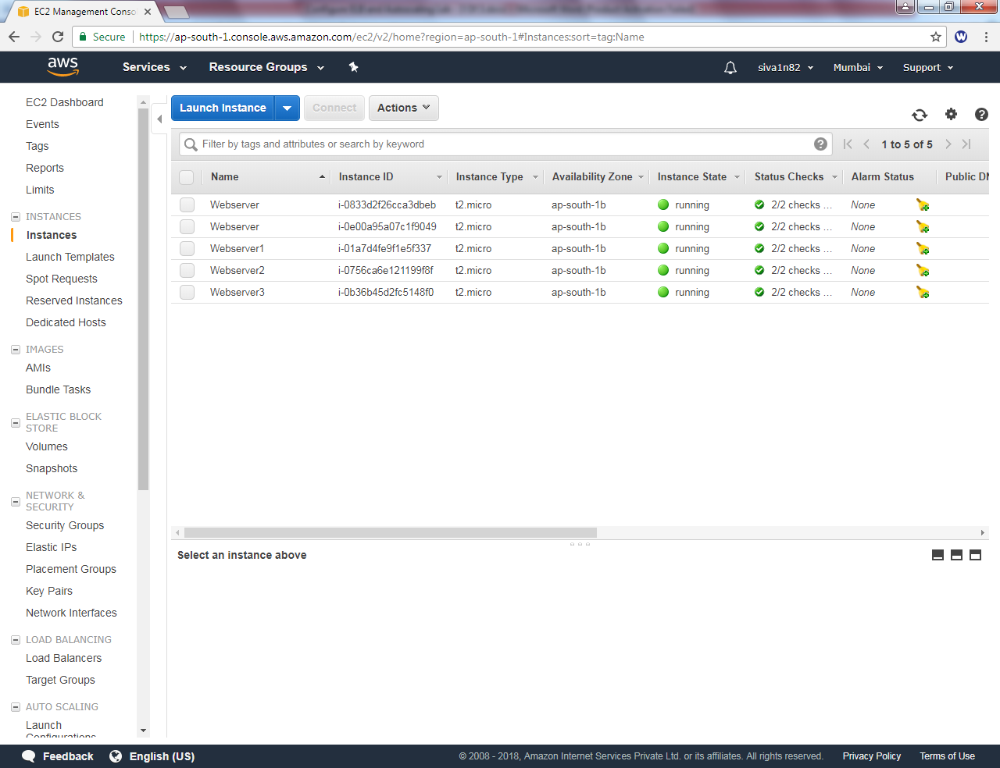 EC2 Management Conso
Secure https://ap-south-1.console.aws.amazon.com/ec2/v2/home?region=ap-south-1#Instances:sort=tag:Name
aws Services Resource Groups siva1n82 Mumbai Support
EC2 Dashboard
Events
Tags
Reports
Limits
INSTANCES
Instances
Launch Templates
Spot Requests
Reserved Instances
Dedicated Hosts
IMAGES
AMIs
Bundle Tasks
ELASTIC BLOCK
STORE
Volumes
Snapshots
NETWORK &
SECURITY
Security Groups
Elastic IPs
Placement Groups
Key Pairs
Network Interfaces
LOAD BALANCING
Load Balancers
Target Groups
AUTO SCALING
Launch
Configurations
Launch Instance Connect Actions
Filter by tags and attributes or search by keyword 1 to 5 of 5
Name Instance ID Instance Type Availability Zone Instance State Status Checks Alarm Status Public DN
Webserver i-0833d2f26cca3dbeb t2.micro ap-south-1b running 2/2 checks ... None
Webserver i-0e00a95a07c1f9049 t2.micro ap-south-1b running 2/2 checks ... None
Webserver1 i-01a7d4fe9f1e5f337 t2.micro ap-south-1b running 2/2 checks ... None
Webserver2 i-0756ca6e121199f8f t2.micro ap-south-1b running 2/2 checks ... None
Webserver3 i-0b36b45d2fc5148f0 t2.micro ap-south-1b running 2/2 checks ... None
Select an instance above
Feedback English (US) © 2008 - 2018, Amazon Internet Services Private Ltd. or its affiliates. All rights reserved. Privacy Policy Terms of Use